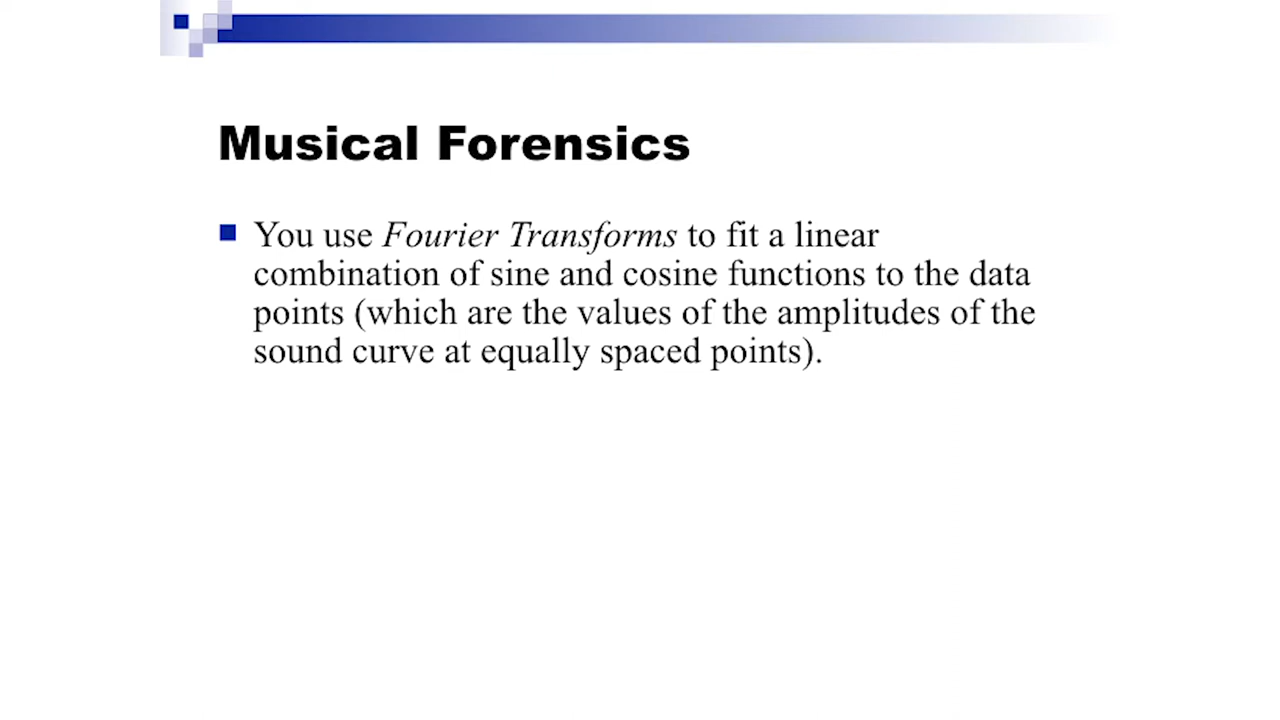 Musical Forensics
You use Fourier Transforms to fit a linear
combination of sine and cosine functions to the data
points (which are the values of the amplitudes of the
sound curve at equally spaced points).